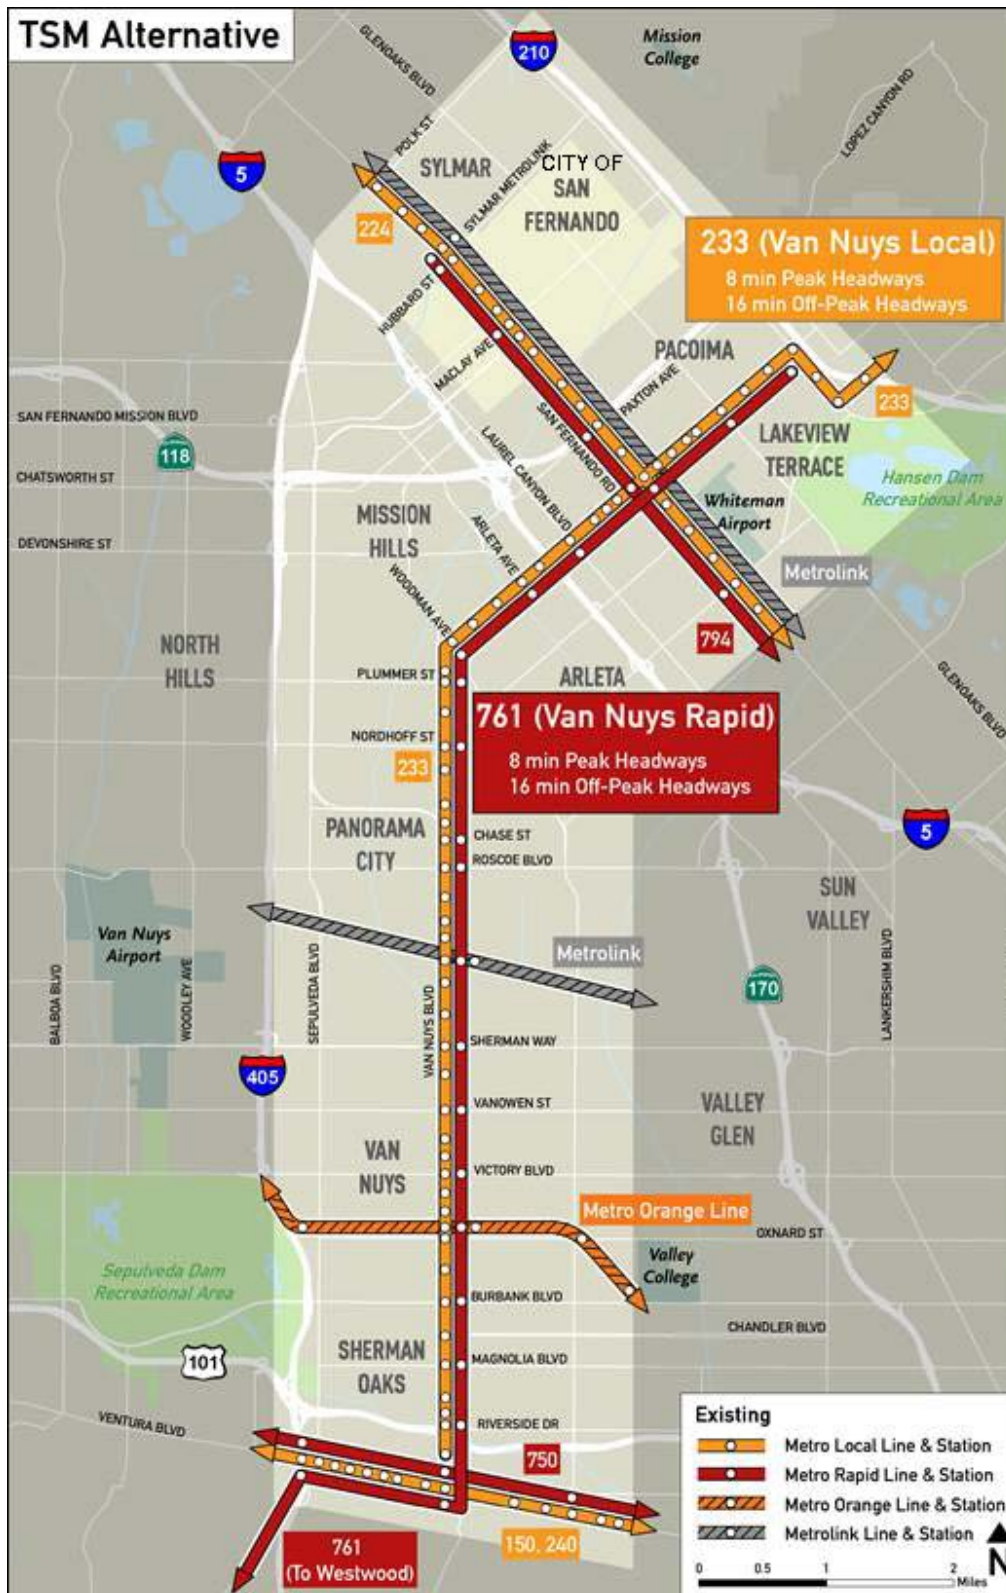 TSM Alternative
210
Mission
College
GLENOAKS BLVD
LOPEZ CANYON RD
POLK ST
5
SYLMAR
SYLMAR METROLINK
CITY OF
SAN
FERNANDO
224
233 (Van Nuys Local)
8 min Peak Headways
16 min Off-Peak Headways
HUBBARD ST
MACLAY AVE
PACOIMA
PAXTON AVE
233
SAN FERNANDO MISSION BLVD
118
SAN FERNANDO RD
LAKEVIEW
TERRACE
CHATSWORTH ST
LAUREL CANYON BLVD
Hansen Dam
Recreational Area
Whiteman
Airport
MISSION
HILLS
DEVONSHIRE ST
ARLETA AVE
Metrolink
WOODMAN AVE
NORTH
HILLS
794
PLUMMER ST
ARLETA
GLENOAKS BLVD
761 (Van Nuys Rapid)
8 min Peak Headways
16 min Off-Peak Headways
NORDHOFF ST
233
PANORAMA
CITY
CHASE ST
ROSCOE BLVD
5
SUN
VALLEY
Van Nuys
Airport
Metrolink
BALBOA BLVD
WOODLEY AVE
SEPULVEDA BLVD
VAN NUYS BLVD
170
LANKERSHIM BLVD
SHERMAN WAY
405
VANOWEN ST
VALLEY
GLEN
VAN
NUYS
VICTORY BLVD
Metro Orange Line
OXNARD ST
Valley
College
Sepulveda Dam
Recreational Area
BURBANK BLVD
CHANDLER BLVD
101
SHERMAN
OAKS
MAGNOLIA BLVD
VENTURA BLVD
RIVERSIDE DR
750
150, 240
761
(To Westwood)
Existing
Metro Local Line & Station
Metro Rapid Line & Station
Metro Orange Line & Station
Metrolink Line & Station
N
0 0.5 1 2
Miles